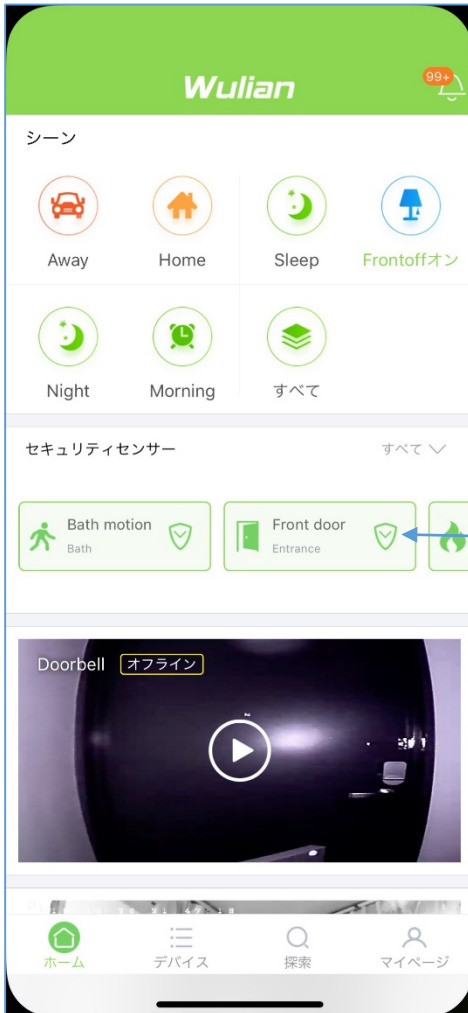 Wulian
99+
シーン
Away
Home
Sleep
Frontoffオン
Night
Morning
すべて
セキュリティセンサー
すべて
Bath motion
Bath
Front door
Entrance
Doorbell
オフライン
ホーム
デバイス
探索
マイページ